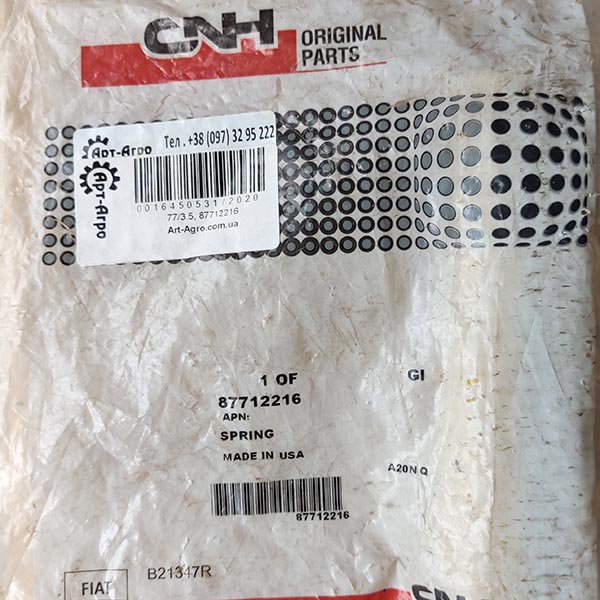 CNH
ORIGINAL
PARTS
Арт-Агро
Арт-Агро
Тел. +38 (097) 32 95 222
0016450531/2020
77/3.5, 87712216
Art-Agro.com.ua
1 OF
GI
87712216
APN:
SPRING
MADE IN USA
A20N Q
87712216
FIAT
B21347R
CNH